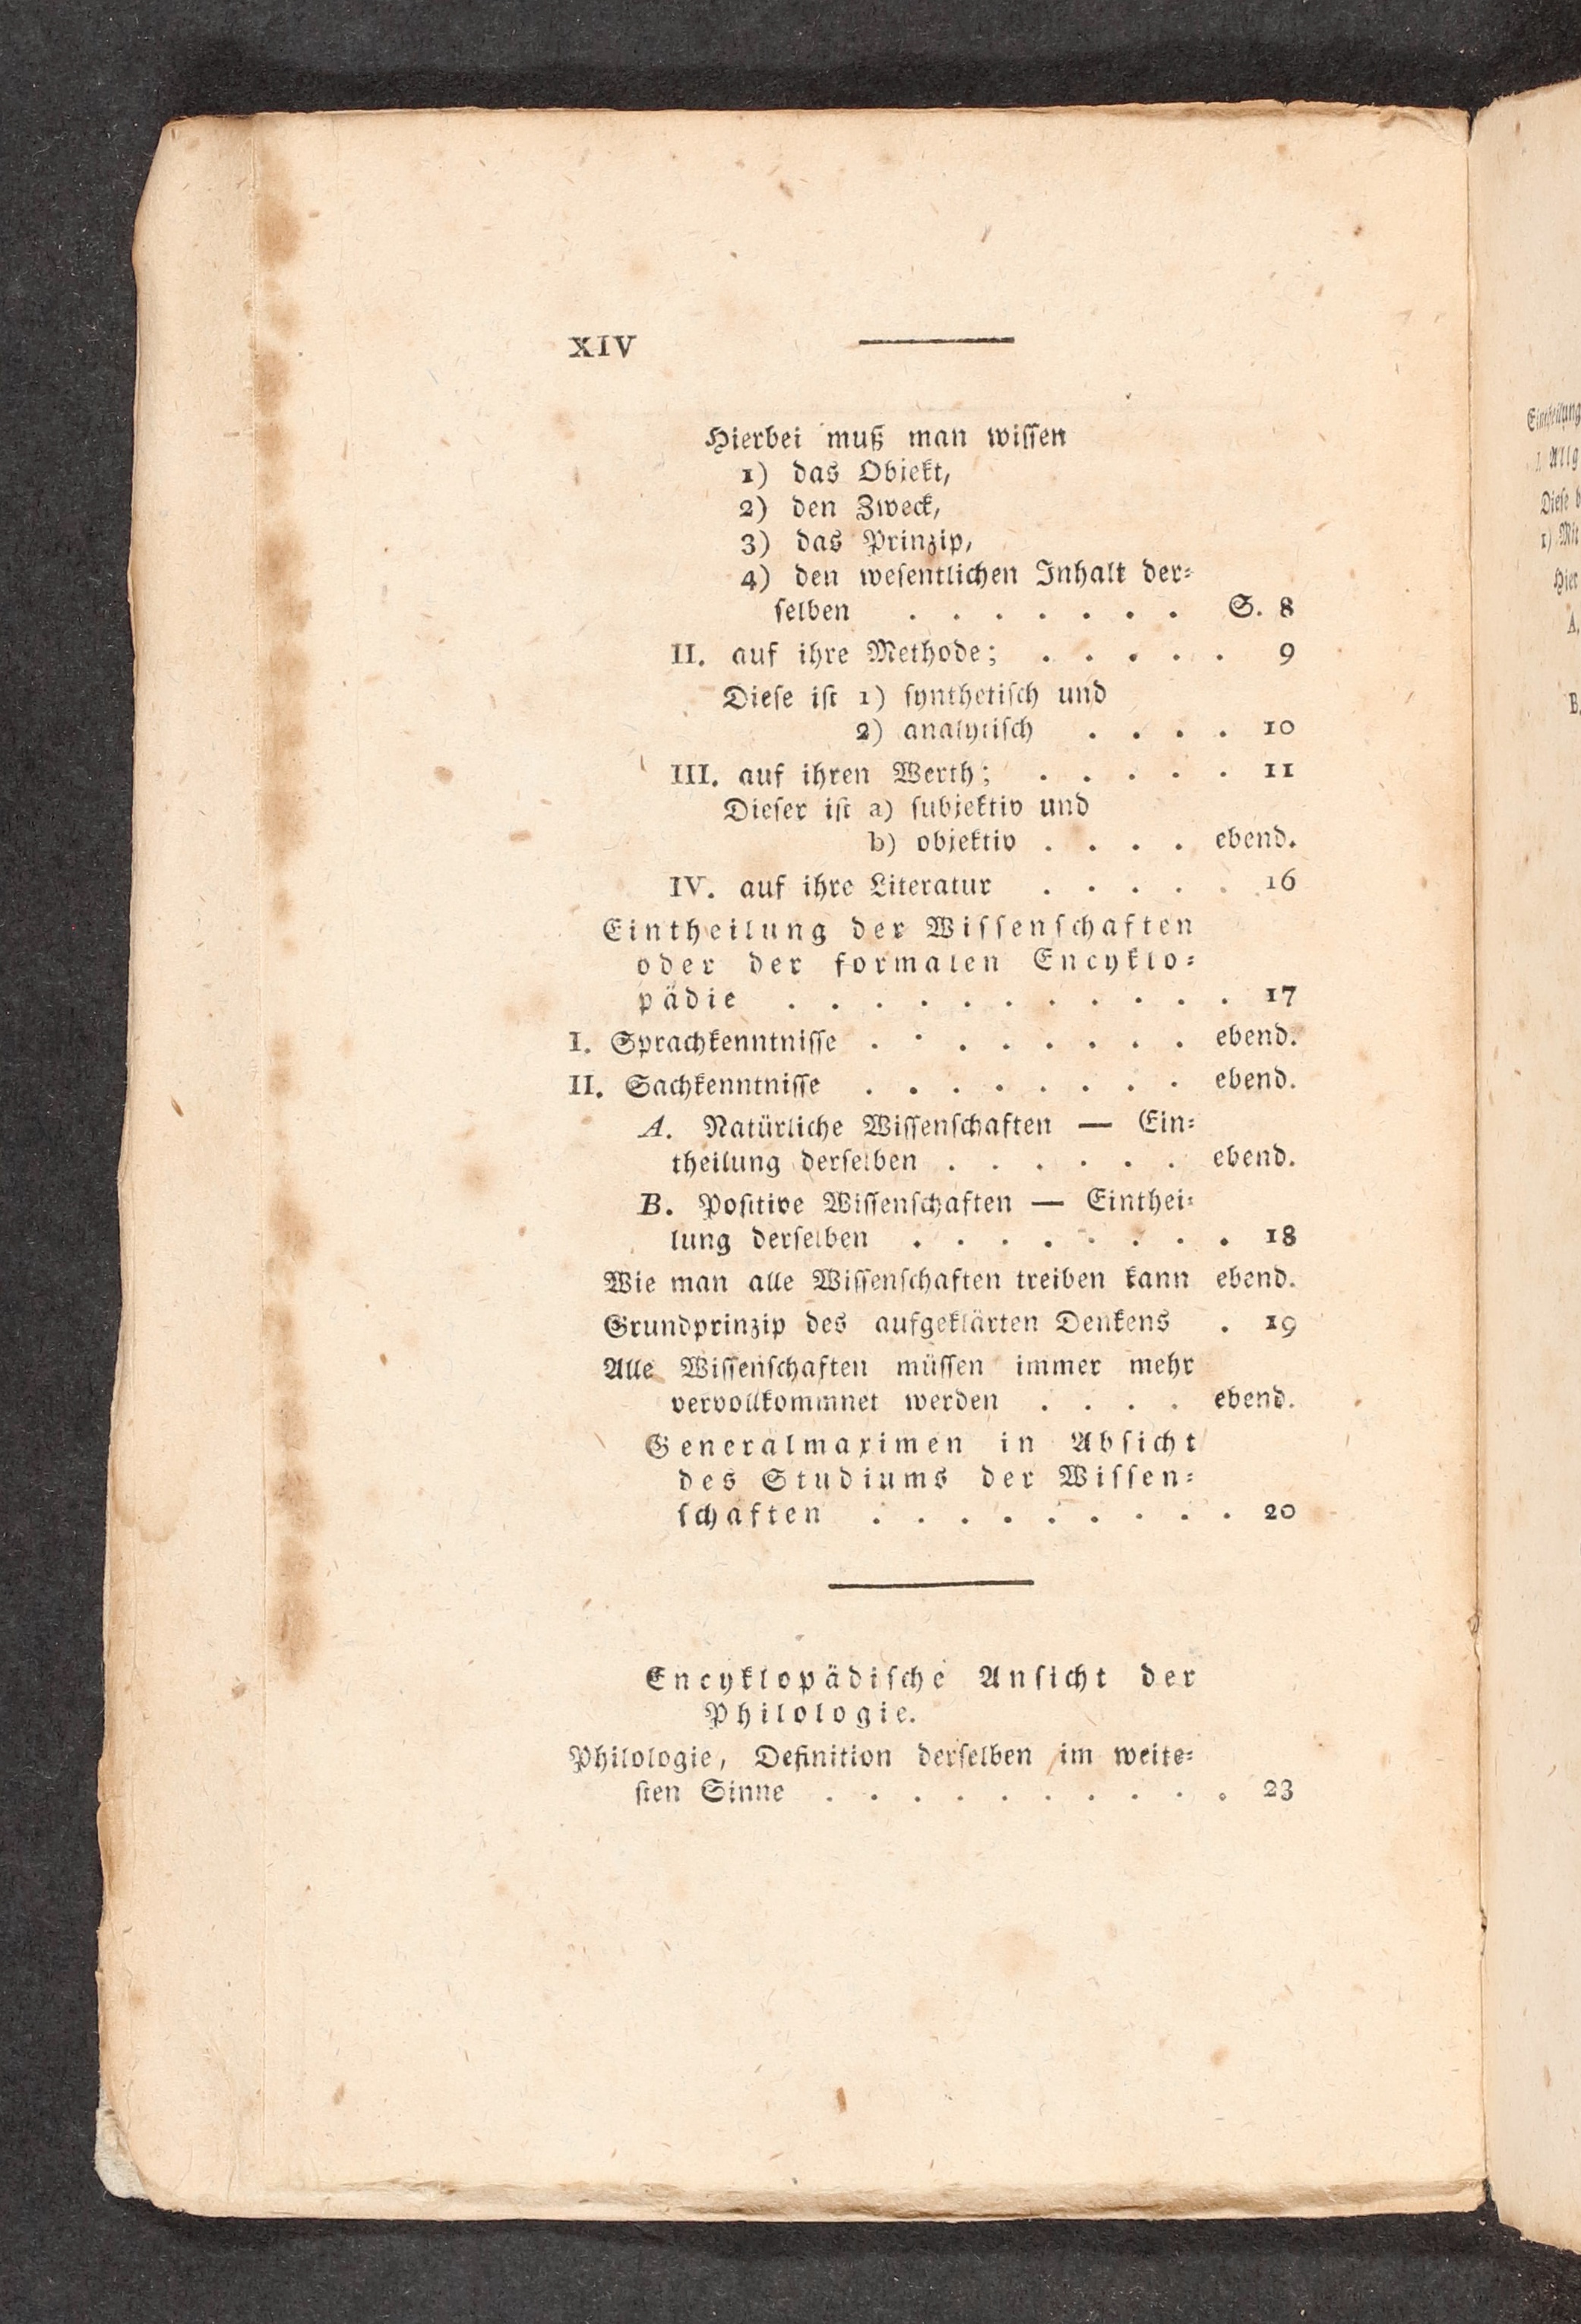 XIV
Hierbei muß man wiſſen
1) das Objekt,
2) den Zweck,
3) das Prinzip,
4) den weſentlichen Inhalt der⸗
ſelben . . . . . . . S. 8
II. auf ihre Methode; . . . . . 9
Dieſe iſt 1) ſynthetiſch und
2) analytiſch . . . . 10
III. auf ihren Werth; . . . . . 11
Dieſer iſt a) ſubjektiv und
b) objektiv . . . . ebend.
IV. auf ihre Literatur . . . . . 16
Eintheilung der Wiſſenſchaften
oder der formalen Encyklo⸗
pädie . . . . . . . . . . . 17
I. Sprachkenntniſſe . . . . . . . . ebend.
II. Sachkenntniſſe . . . . . . . . ebend.
A. Natürliche Wiſſenſchaften — Ein⸗
theilung derſelben . . . . . . ebend.
B. Poſitive Wiſſenſchaften — Einthei⸗
lung derſelben . . . . . . . . 18
Wie man alle Wiſſenſchaften treiben kann ebend.
Grundprinzip des aufgeklärten Denkens . 19
Alle Wiſſenſchaften müſſen immer mehr
vervollkommnet werden . . . . ebend.
Generalmaximen in Abſicht
des Studiums der Wiſſen⸗
ſchaften . . . . . . . . . 20
Encyklopädiſche Anſicht der
Philologie.
Philologie, Definition derſelben im weite⸗
ſten Sinne . . . . . . . . . . 23
Eintheilung
I. Allg
Dieſe b
1) Mit
Hier
A.
B.